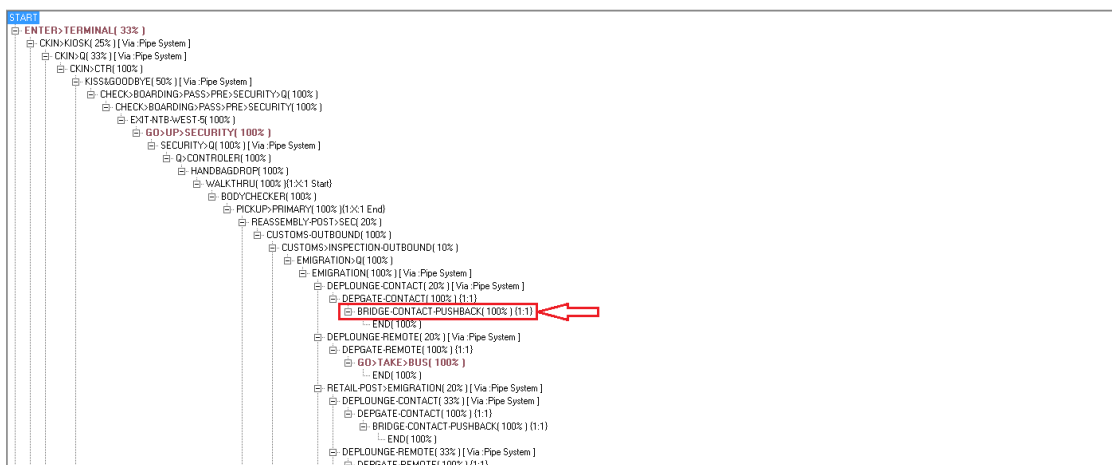 START
ENTER>TERMINAL( 33% )
CKIN>KIOSK( 25% ) [ Via :Pipe System ]
CKIN>Q( 33% ) [ Via :Pipe System ]
CKIN>CTR( 100% )
KISS&GOODBYE( 50% ) [ Via :Pipe System ]
CHECK>BOARDING>PASS>PRE>SECURITY>Q( 100% )
CHECK>BOARDING>PASS>PRE>SECURITY( 100% )
EXIT-NTB-WEST-5( 100% )
GO>UP>SECURITY( 100% )
SECURITY>Q( 100% ) [ Via :Pipe System ]
Q>CONTROLER( 100% )
HANDBAGDROP( 100% )
WALKTHRU( 100% ){1:X:1 Start}
BODYCHECKER( 100% )
PICKUP>PRIMARY( 100% ){1:X:1 End}
REASSEMBLY-POST>SEC( 20% )
CUSTOMS-OUTBOUND( 100% )
CUSTOMS>INSPECTION-OUTBOUND( 10% )
EMIGRATION>Q( 100% )
EMIGRATION( 100% ) [ Via :Pipe System ]
DEPLOUNGE-CONTACT( 20% ) [ Via :Pipe System ]
DEPGATE-CONTACT( 100% ) {1:1}
BRIDGE-CONTACT-PUSHBACK( 100% ) {1:1}
END( 100% )
DEPLOUNGE-REMOTE( 20% ) [ Via :Pipe System ]
DEPGATE-REMOTE( 100% ) {1:1}
GO>TAKE>BUS( 100% )
END( 100% )
RETAIL-POST>EMIGRATION( 20% ) [ Via :Pipe System ]
DEPLOUNGE-CONTACT( 33% ) [ Via :Pipe System ]
DEPGATE-CONTACT( 100% ) {1:1}
BRIDGE-CONTACT-PUSHBACK( 100% ) {1:1}
END( 100% )
DEPLOUNGE-REMOTE( 33% ) [ Via :Pipe System ]
DEPGATE-REMOTE( 100% ) {1:1}